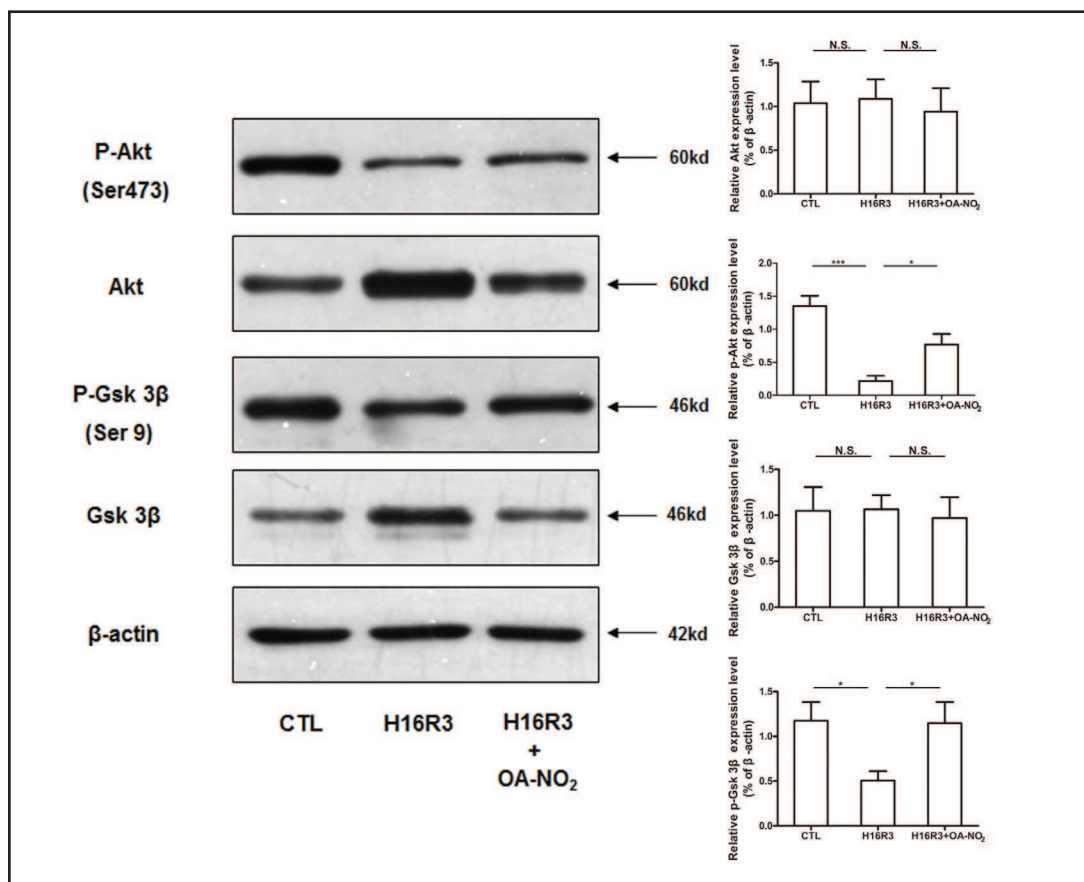 P-Akt
(Ser473)
60kd
Akt
60kd
P-Gsk 3β
(Ser 9)
46kd
Gsk 3β
46kd
β-actin
42kd
CTL
H16R3
H16R3
+
OA-NO₂
N.S.
N.S.
Relative Akt expression level
(% of β -actin)
1.5
1.0
0.5
0.0
CTL
H16R3
H16R3+OA-NO₂
***
*
Relative p-Akt expression level
(% of β -actin)
2.0
1.5
1.0
0.5
0.0
CTL
H16R3
H16R3+OA-NO₂
N.S.
N.S.
Relative Gsk 3β expression level
(% of β -actin)
1.5
1.0
0.5
0.0
CTL
H16R3
H16R3+OA-NO₂
*
*
Relative p-Gsk 3β expression level
(% of β -actin)
1.5
1.0
0.5
0.0
CTL
H16R3
H16R3+OA-NO₂